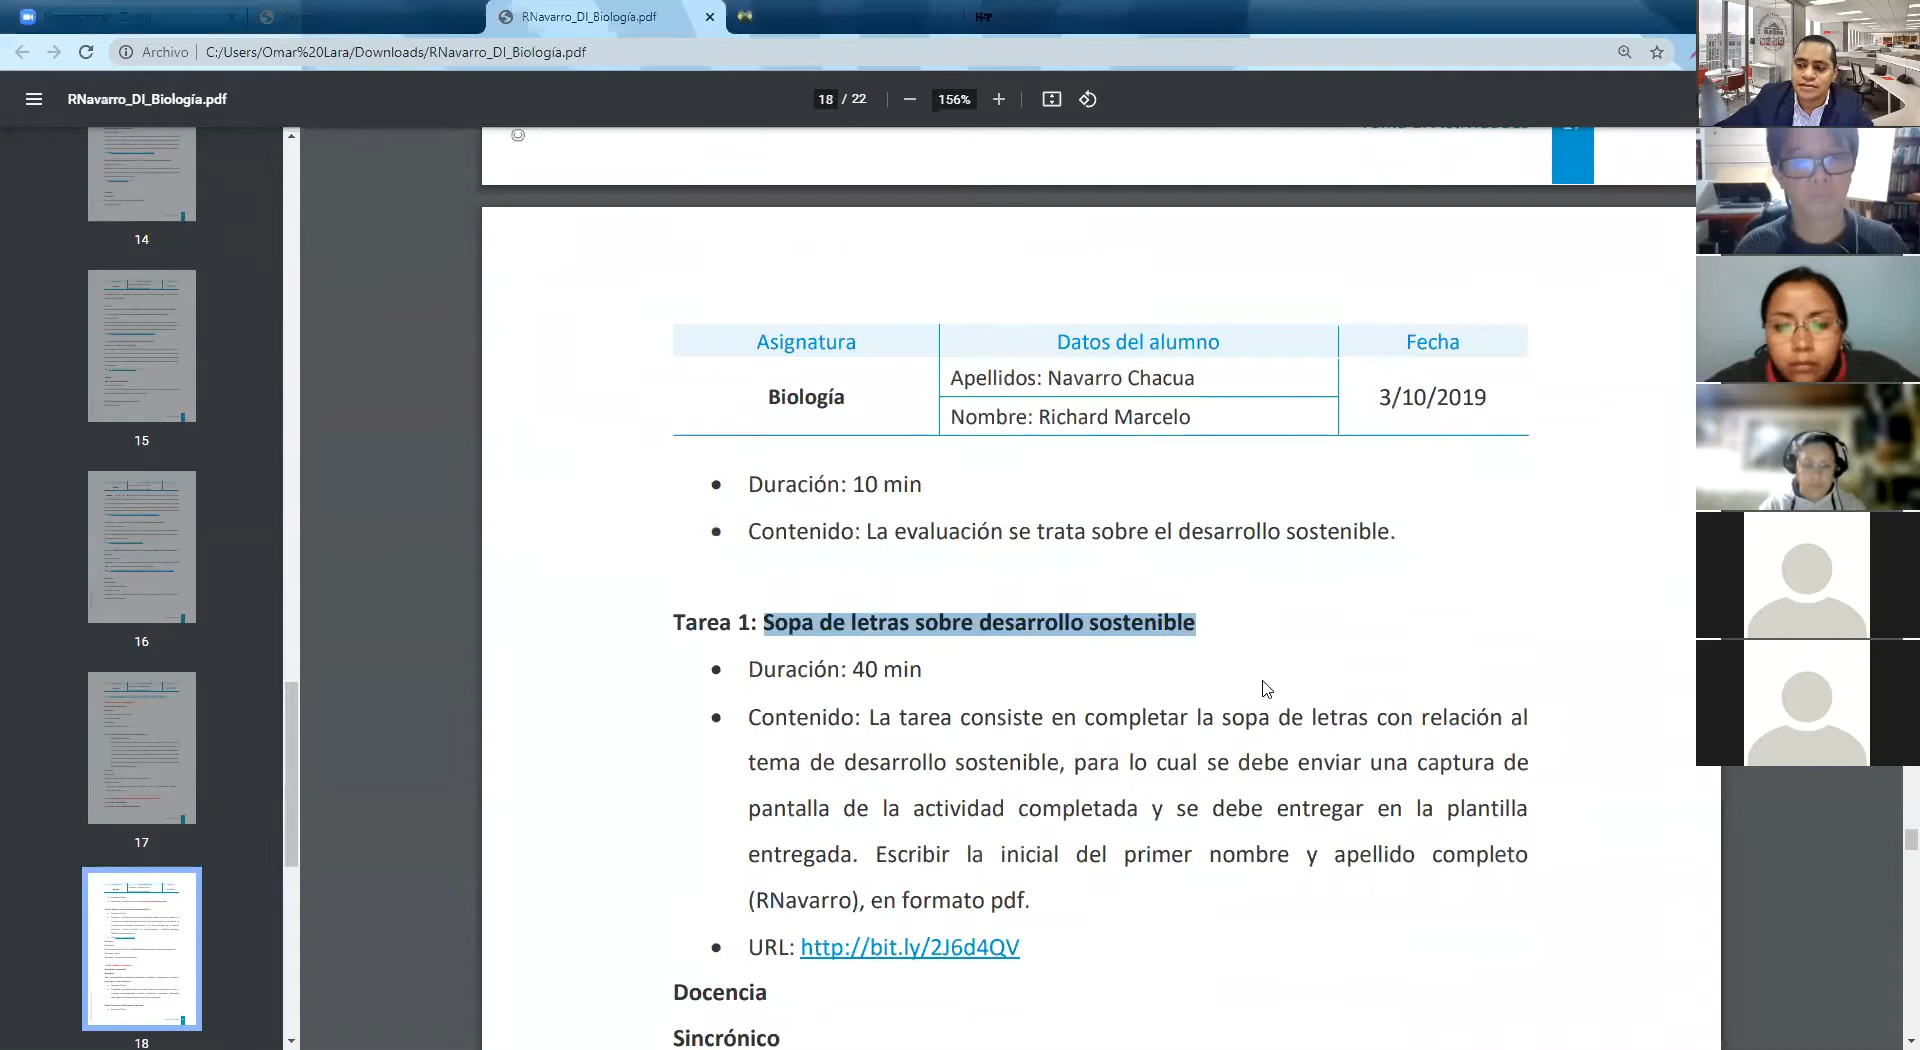 RNavarro_DI_Biología.pdf
Archivo
C:/Users/Omar%20Lara/Downloads/RNavarro_DI_Biología.pdf
RNavarro_DI_Biología.pdf
18 / 22
156%
14
15
16
17
18
Asignatura
Datos del alumno
Fecha
Biología
Apellidos: Navarro Chacua
Nombre: Richard Marcelo
3/10/2019
• Duración: 10 min
• Contenido: La evaluación se trata sobre el desarrollo sostenible.
Tarea 1: Sopa de letras sobre desarrollo sostenible
• Duración: 40 min
• Contenido: La tarea consiste en completar la sopa de letras con relación al
tema de desarrollo sostenible, para lo cual se debe enviar una captura de
pantalla de la actividad completada y se debe entregar en la plantilla
entregada. Escribir la inicial del primer nombre y apellido completo
(RNavarro), en formato pdf.
• URL: http://bit.ly/2J6d4QV
Docencia
Sincrónico